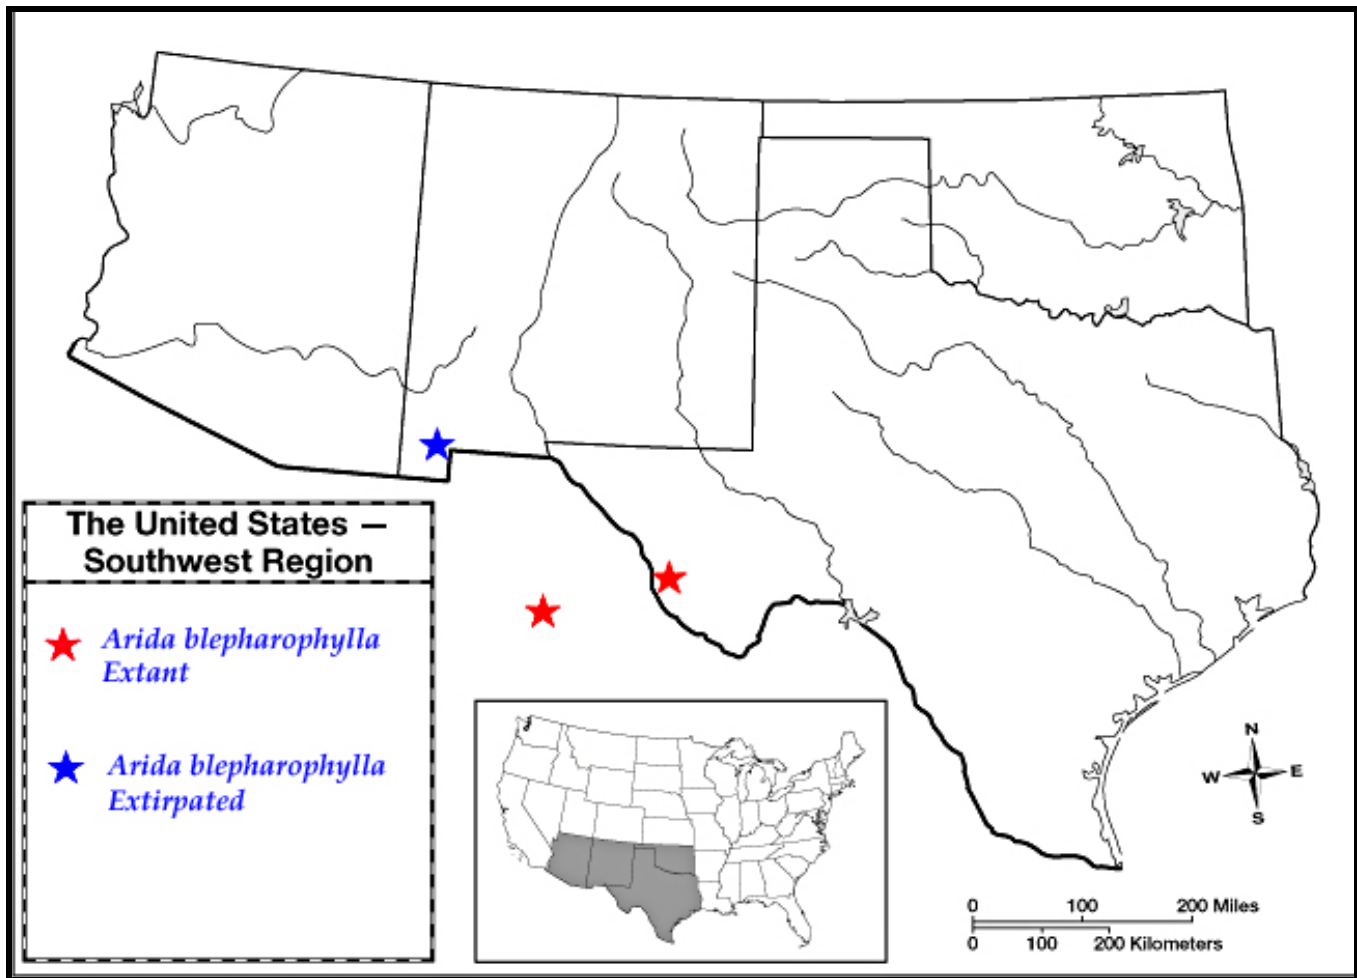 The United States —
Southwest Region
Arida blepharophylla
Extant
Arida blepharophylla
Extirpated
N
W E
S
0 100 200 Miles
0 100 200 Kilometers